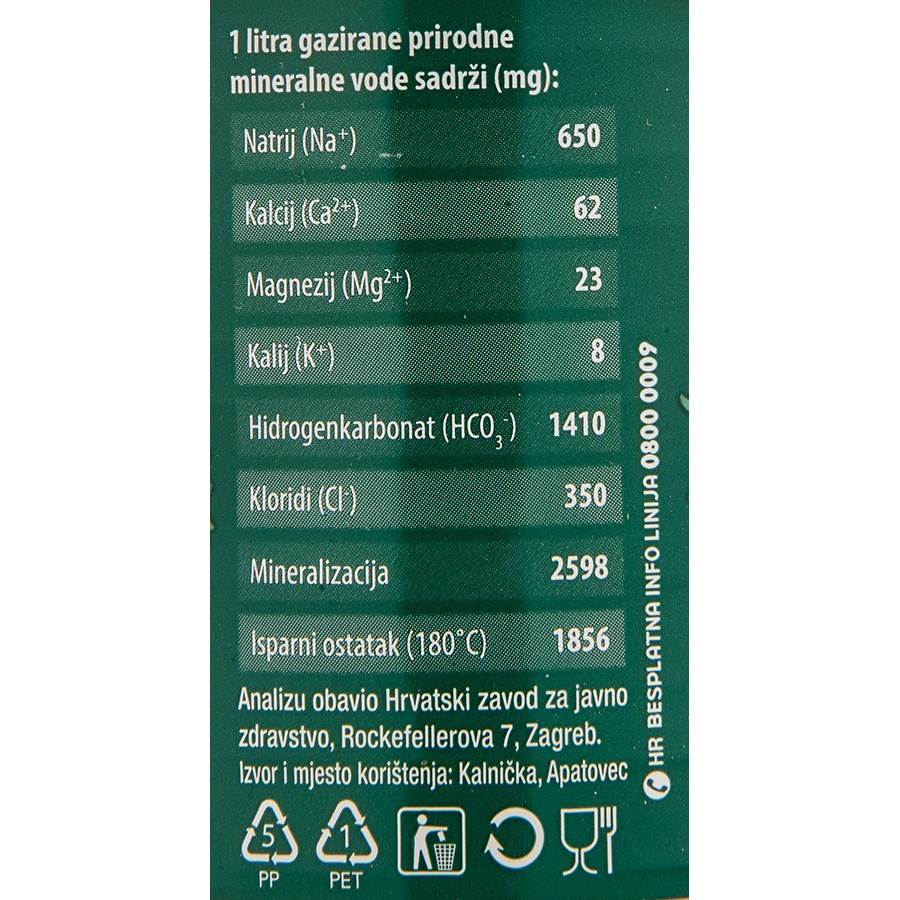 1 litra gazirane prirodne
mineralne vode sadrži (mg):
Natrij (Na⁺) 650
Kalcij (Ca²⁺) 62
Magnezij (Mg²⁺) 23
Kalij (K⁺) 8
Hidrogenkarbonat (HCO₃⁻) 1410
Kloridi (Cl⁻) 350
Mineralizacija 2598
Isparni ostatak (180°C) 1856
Analizu obavio Hrvatski zavod za javno
zdravstvo, Rockefellerova 7, Zagreb.
Izvor i mjesto korištenja: Kalnička, Apatovec
HR BESPLATNA INFO LINIJA 0800 0009
5 1
PP PET